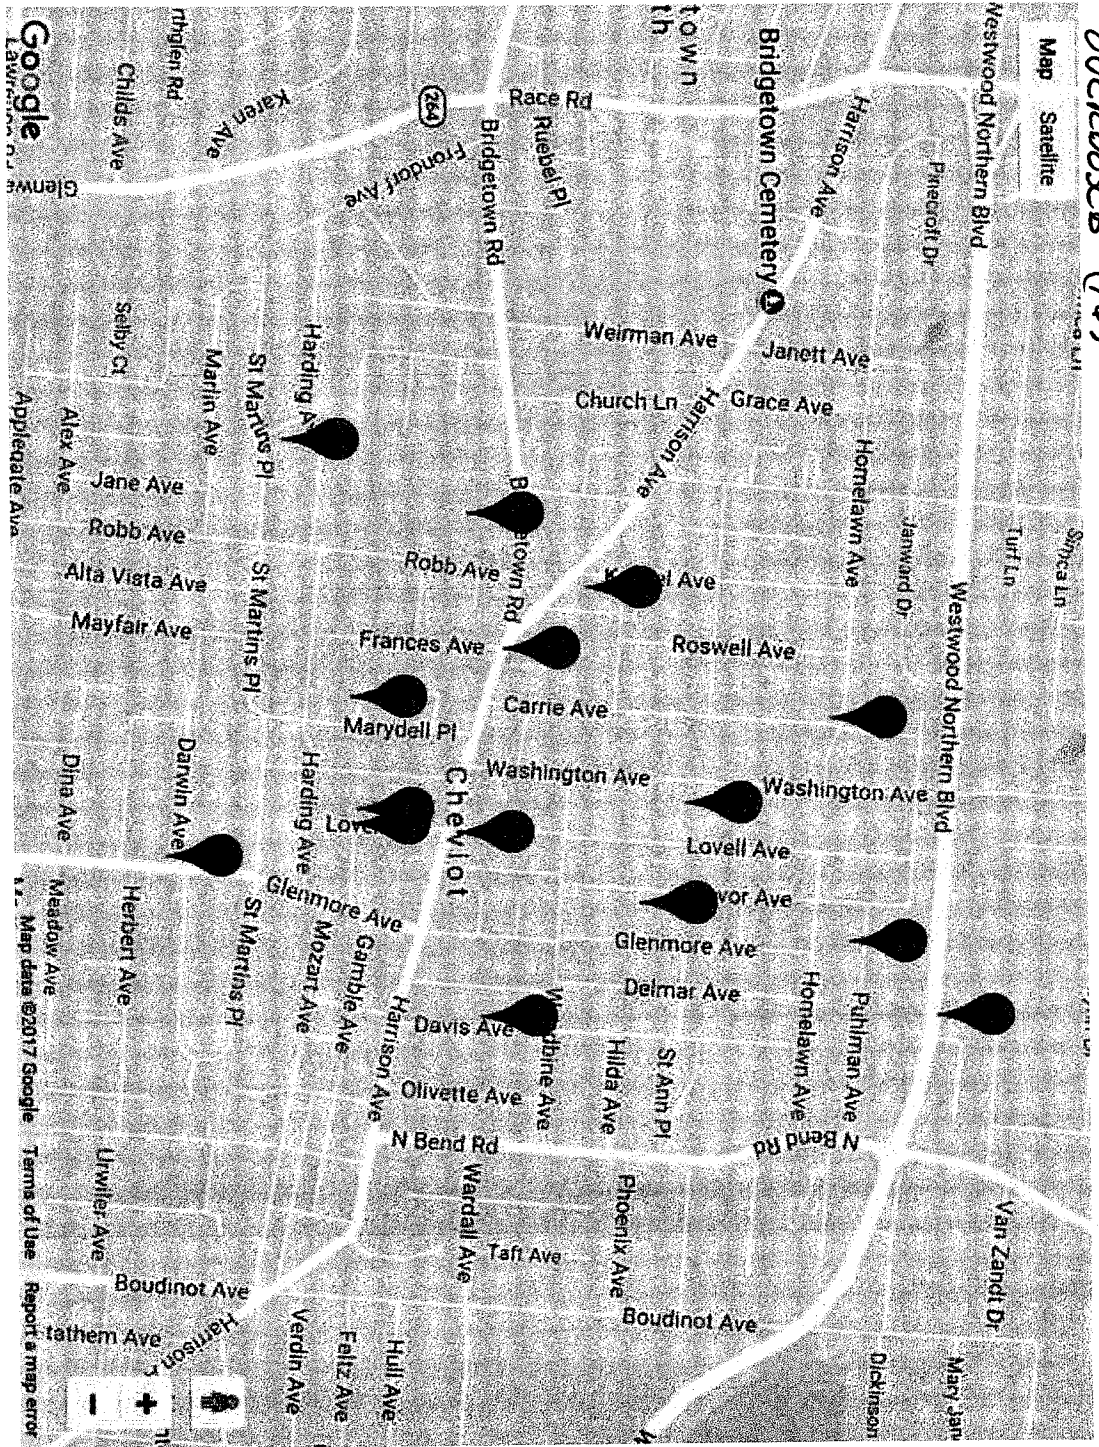 Map
Satellite
Simca Ln
Turf Ln
Westwood Northern Blvd
Pinecroft Dr
Janward Dr
Westwood Northern Blvd
Van Zandt Dr
Dickinson
Harrison Ave
Janett Ave
Grace Ave
Homelawn Ave
Washington Ave
Homelawn Ave
Puhlman Ave
N Bend Rd
Bridgetown Cemetery
Weirman Ave
Church Ln
Harrison Ave
Roswell Ave
Lovell Ave
Glenmore Ave
Delmar Ave
St Ann Pl
Hilda Ave
Boudinot Ave
Phoenix Ave
Race Rd
Ruebel Pl
Bridgetown Rd
Carrie Ave
Washington Ave
Taft Ave
264
Frondorf Ave
Robb Ave
Frances Ave
Marydell Pl
Cheviot
Davis Ave
Olivette Ave
N Bend Rd
Wardall Ave
Harrison Ave
Karen Ave
Harding Ave
Glenmore Ave
Gamble Ave
Mozart Ave
Hull Ave
Feltz Ave
Verdin Ave
St Martins Pl
St Martins Pl
St Martins Pl
Marlin Ave
Darwin Ave
Harrison
Childs Ave
Selby Ct
Jane Ave
Robb Ave
Alta Vista Ave
Mayfair Ave
Herbert Ave
Urwiler Ave
Boudinot Ave
Alex Ave
Dina Ave
Meadow Ave
Applegate Ave
Google
Map data ©2017 Google
Terms of Use
Report a map error
+
−